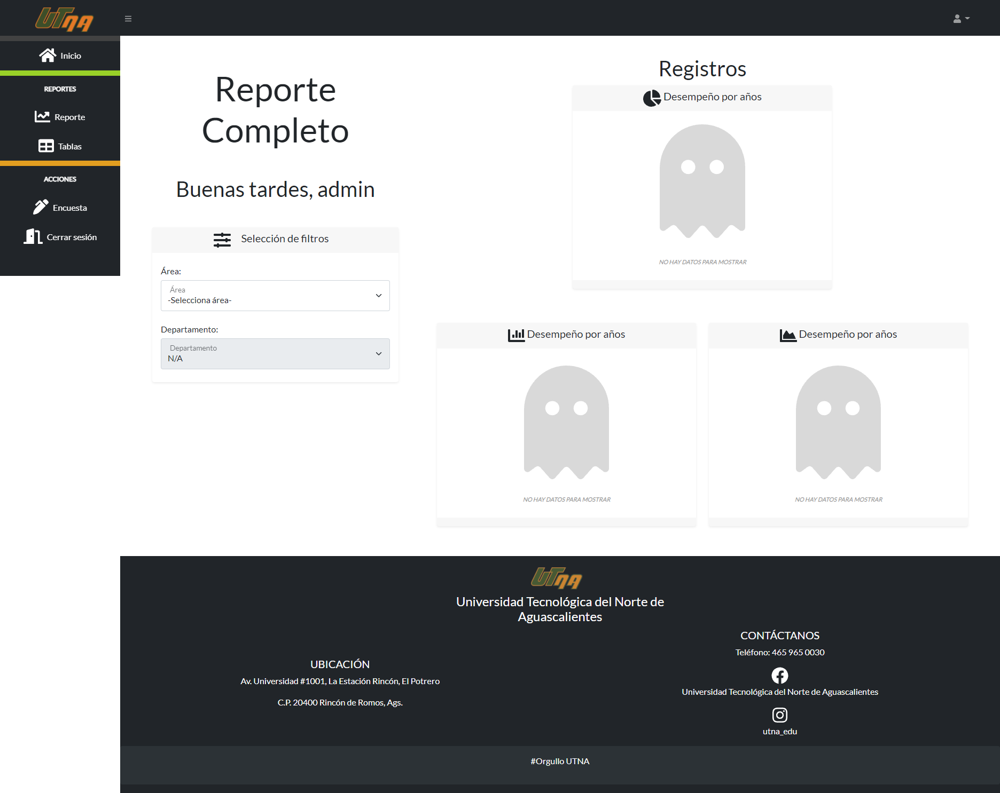 UTNA
Inicio
REPORTES
Reporte
Tablas
ACCIONES
Encuesta
Cerrar sesión
Reporte
Completo
Buenas tardes, admin
Selección de filtros
Área:
Área
-Selecciona área-
Departamento:
Departamento
N/A
Registros
Desempeño por años
NO HAY DATOS PARA MOSTRAR
Desempeño por años
NO HAY DATOS PARA MOSTRAR
Desempeño por años
NO HAY DATOS PARA MOSTRAR
UTNA
Universidad Tecnológica del Norte de
Aguascalientes
UBICACIÓN
Av. Universidad #1001, La Estación Rincón, El Potrero
C.P. 20400 Rincón de Romos, Ags.
CONTÁCTANOS
Teléfono: 465 965 0030
Universidad Tecnológica del Norte de Aguascalientes
utna_edu
#Orgullo UTNA